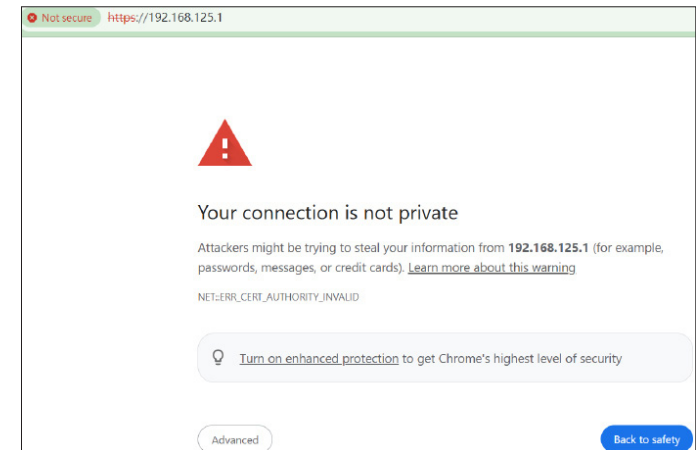 Not secure https://192.168.125.1
Your connection is not private
Attackers might be trying to steal your information from 192.168.125.1 (for example,
passwords, messages, or credit cards). Learn more about this warning
NET::ERR_CERT_AUTHORITY_INVALID
Turn on enhanced protection to get Chrome's highest level of security
Advanced
Back to safety